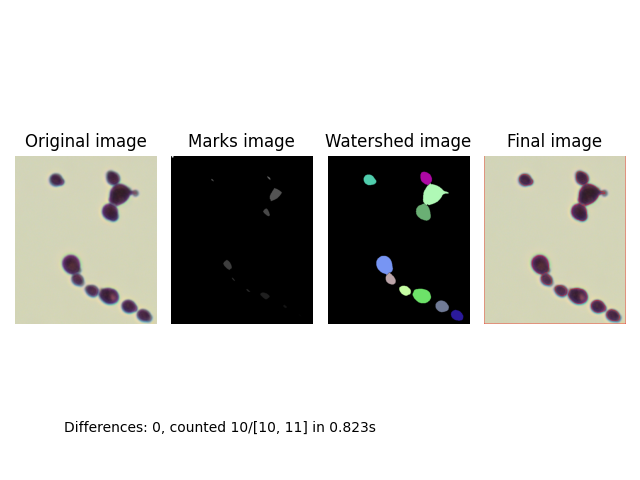 Original image
Marks image
Watershed image
Final image
Differences: 0, counted 10/[10, 11] in 0.823s